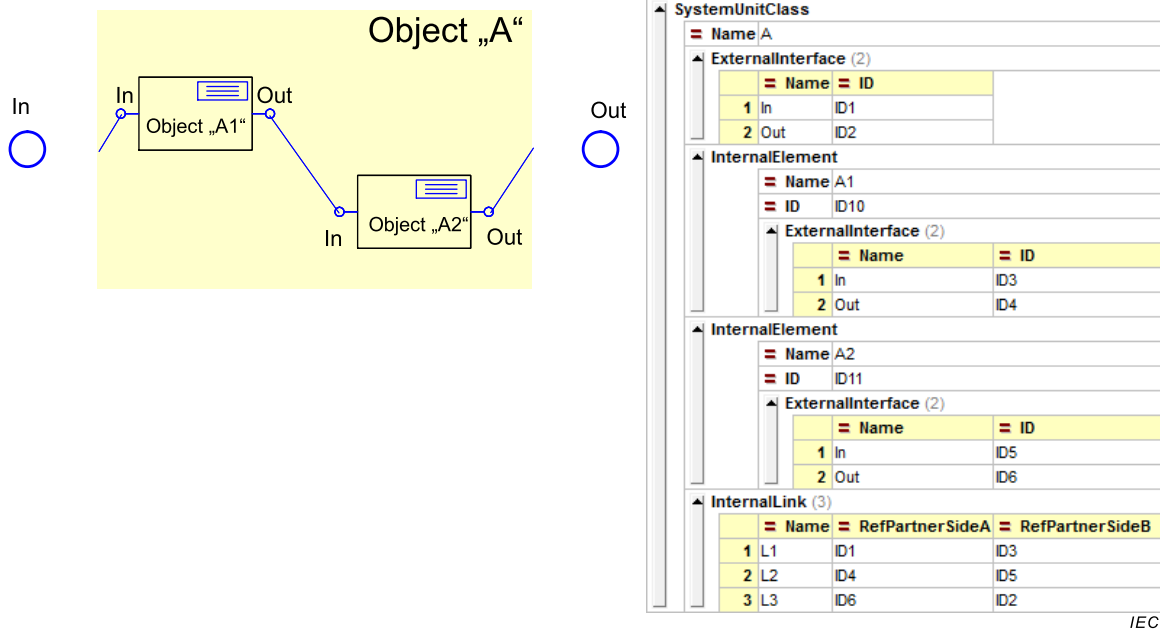 Object „A“
In
In
Out
Object „A1“
Out
In
Object „A2“
Out
SystemUnitClass
= Name A
ExternalInterface (2)
= Name = ID
1 In ID1
2 Out ID2
InternalElement
= Name A1
= ID ID10
ExternalInterface (2)
= Name = ID
1 In ID3
2 Out ID4
InternalElement
= Name A2
= ID ID11
ExternalInterface (2)
= Name = ID
1 In ID5
2 Out ID6
InternalLink (3)
= Name = RefPartnerSideA = RefPartnerSideB
1 L1 ID1 ID3
2 L2 ID4 ID5
3 L3 ID6 ID2
IEC